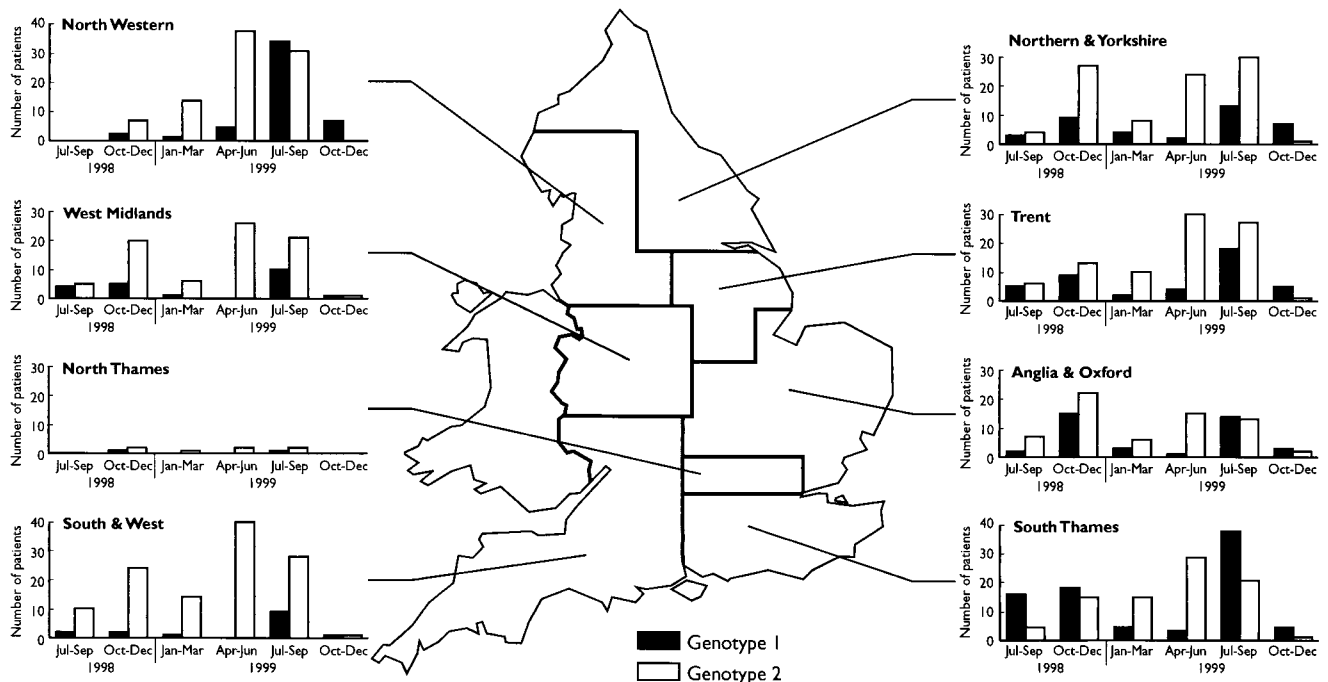 North Western
Number of patients
40
30
20
10
0
Jul-Sep Oct-Dec Jan-Mar Apr-Jun Jul-Sep Oct-Dec
1998 1999
West Midlands
Number of patients
30
20
10
0
Jul-Sep Oct-Dec Jan-Mar Apr-Jun Jul-Sep Oct-Dec
1998 1999
North Thames
Number of patients
30
20
10
0
Jul-Sep Oct-Dec Jan-Mar Apr-Jun Jul-Sep Oct-Dec
1998 1999
South & West
Number of patients
40
30
20
10
0
Jul-Sep Oct-Dec Jan-Mar Apr-Jun Jul-Sep Oct-Dec
1998 1999
Genotype 1
Genotype 2
Northern & Yorkshire
Number of patients
30
20
10
0
Jul-Sep Oct-Dec Jan-Mar Apr-Jun Jul-Sep Oct-Dec
1998 1999
Trent
Number of patients
30
20
10
0
Jul-Sep Oct-Dec Jan-Mar Apr-Jun Jul-Sep Oct-Dec
1998 1999
Anglia & Oxford
Number of patients
30
20
10
0
Jul-Sep Oct-Dec Jan-Mar Apr-Jun Jul-Sep Oct-Dec
1998 1999
South Thames
Number of patients
40
30
20
10
0
Jul-Sep Oct-Dec Jan-Mar Apr-Jun Jul-Sep Oct-Dec
1998 1999